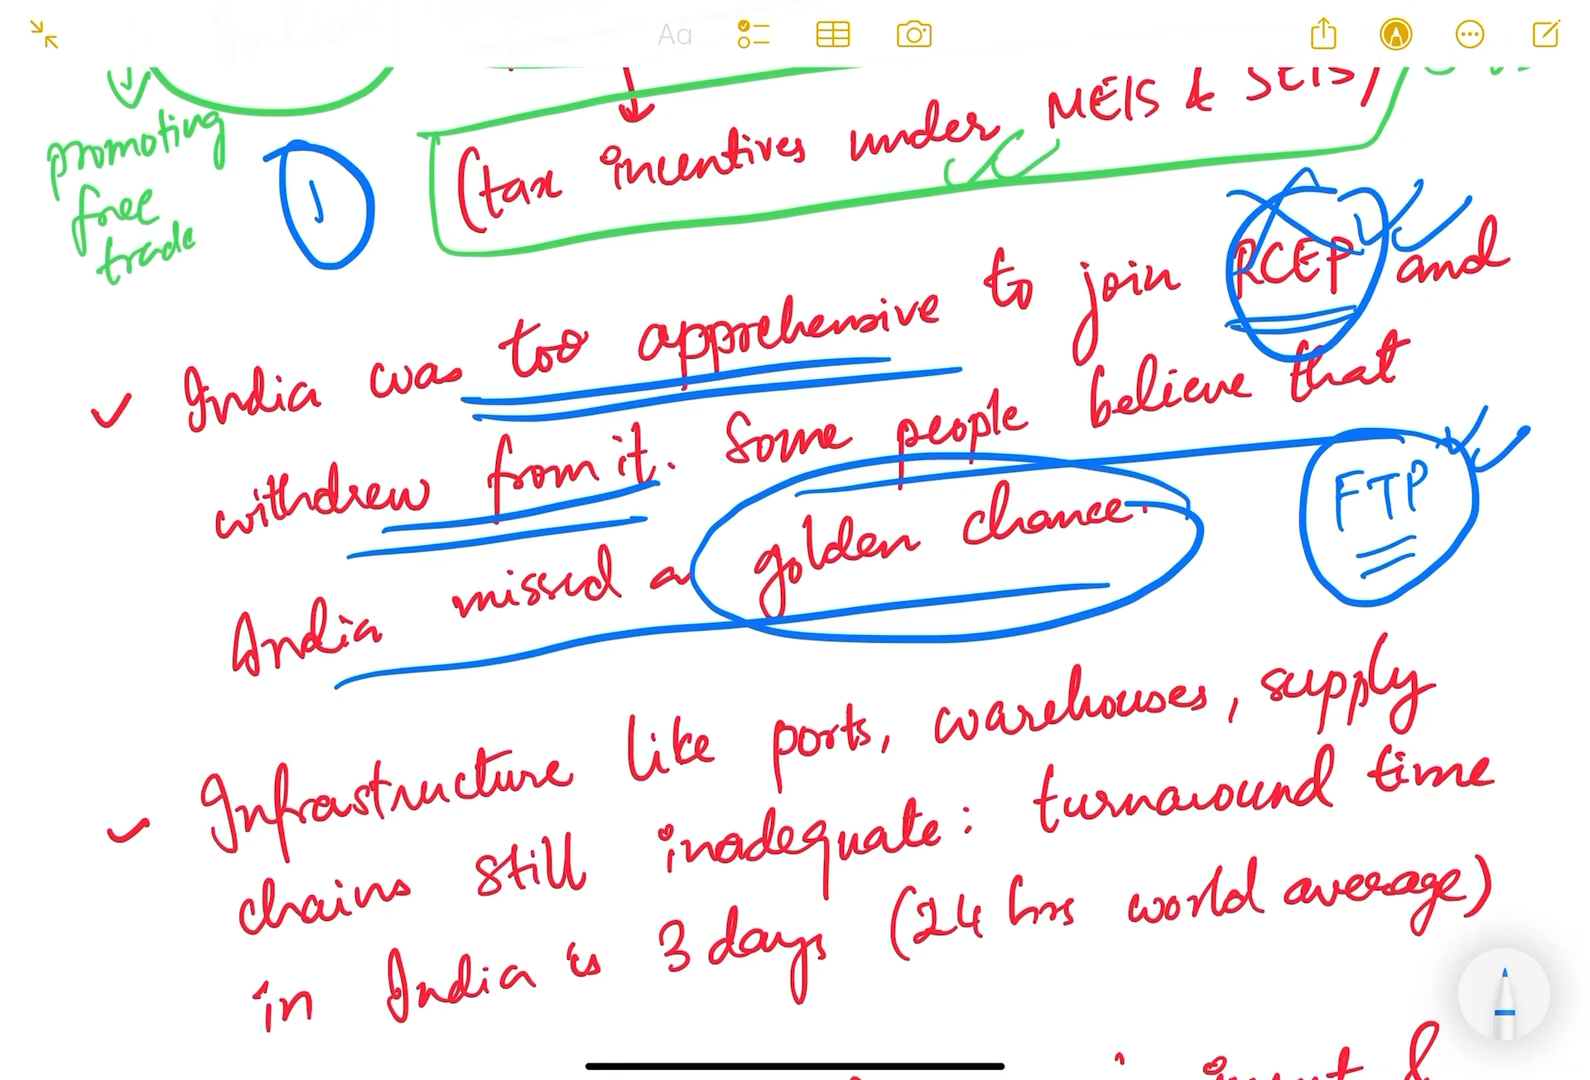 India's
Aa
promoting
free
trade
1
(tax incentives under MEIS & SEIS)
India was too apprehensive to join RCEP and
withdrew from it. Some people believe that
India missed a golden chance.
FTP
Infrastructure like ports, warehouses, supply
chains still inadequate: turnaround time
in India is 3 days (24 hrs world average)